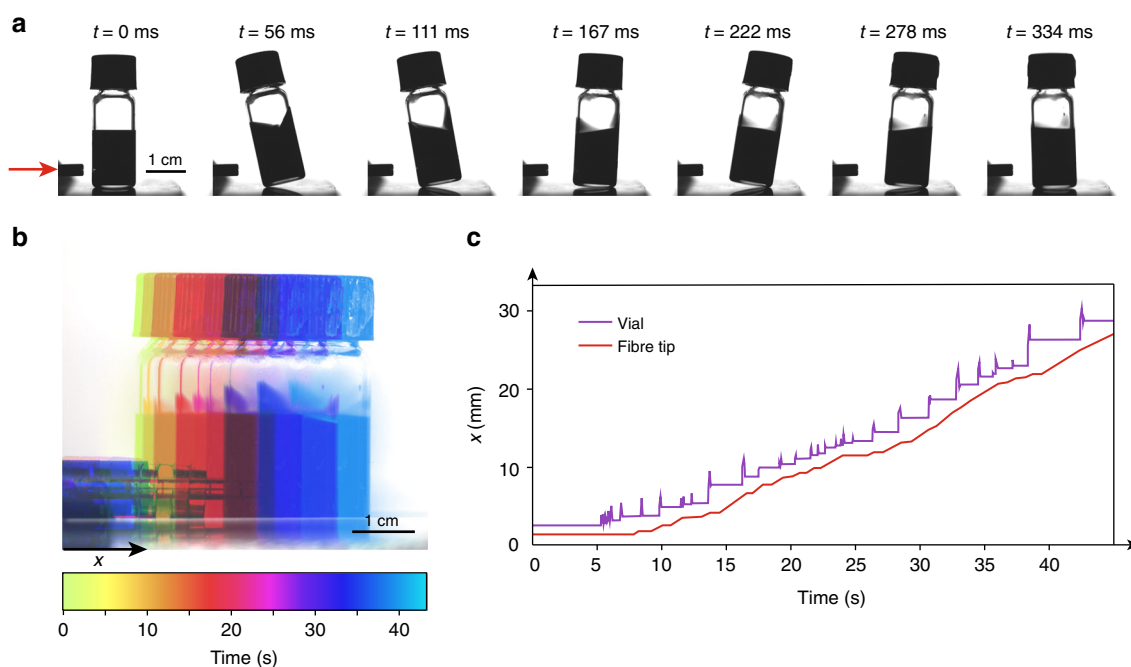 a
t = 0 ms
t = 56 ms
t = 111 ms
t = 167 ms
t = 222 ms
t = 278 ms
t = 334 ms
1 cm
b
1 cm
x
0 10 20 30 40
Time (s)
c
30
20
10
0
x (mm)
Vial
Fibre tip
0 5 10 15 20 25 30 35 40
Time (s)